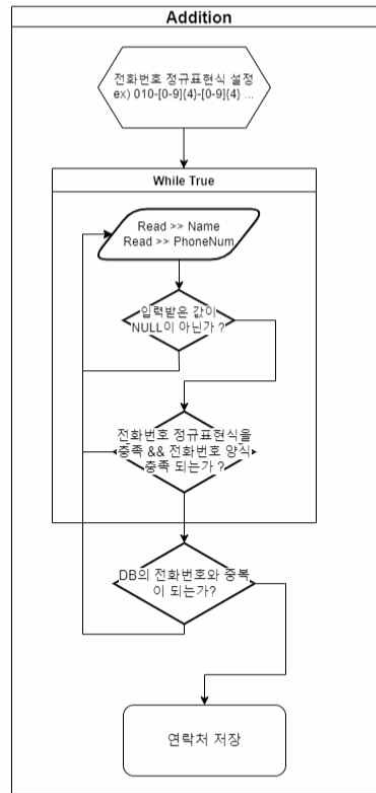 Addition
전화번호 정규표현식 설정
ex) 010-[0-9]{4}-[0-9]{4} ...
While True
Read >> Name
Read >> PhoneNum
입력받은 값이
NULL이 아닌가 ?
전화번호 정규표현식을
충족 && 전화번호 양식
충족 되는가 ?
DB의 전화번호와 중복
이 되는가?
연락처 저장